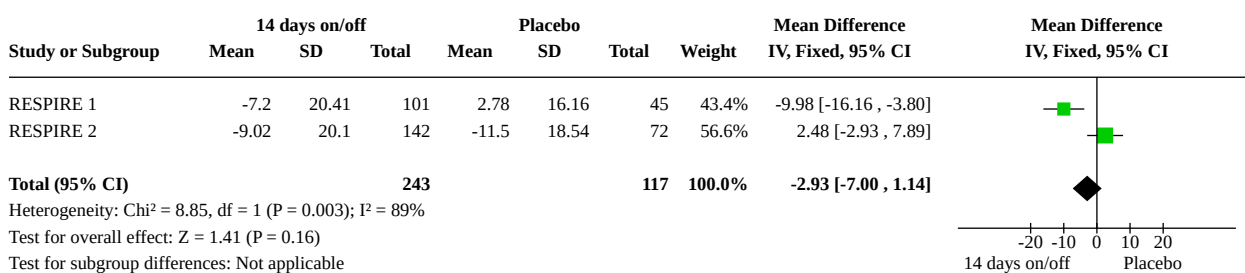 14 days on/off Placebo Mean Difference Mean Difference
Study or Subgroup Mean SD Total Mean SD Total Weight IV, Fixed, 95% CI IV, Fixed, 95% CI
RESPIRE 1 -7.2 20.41 101 2.78 16.16 45 43.4% -9.98 [-16.16 , -3.80]
RESPIRE 2 -9.02 20.1 142 -11.5 18.54 72 56.6% 2.48 [-2.93 , 7.89]
Total (95% CI) 243 117 100.0% -2.93 [-7.00 , 1.14]
Heterogeneity: Chi² = 8.85, df = 1 (P = 0.003); I² = 89%
Test for overall effect: Z = 1.41 (P = 0.16)
Test for subgroup differences: Not applicable
-20 -10 0 10 20
14 days on/off Placebo